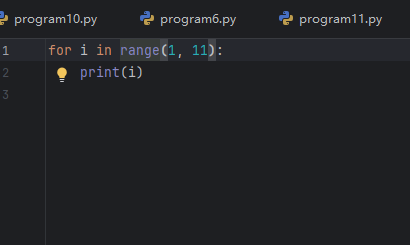 program10.py program6.py program11.py
1 for i in range(1, 11):
2     print(i)
3